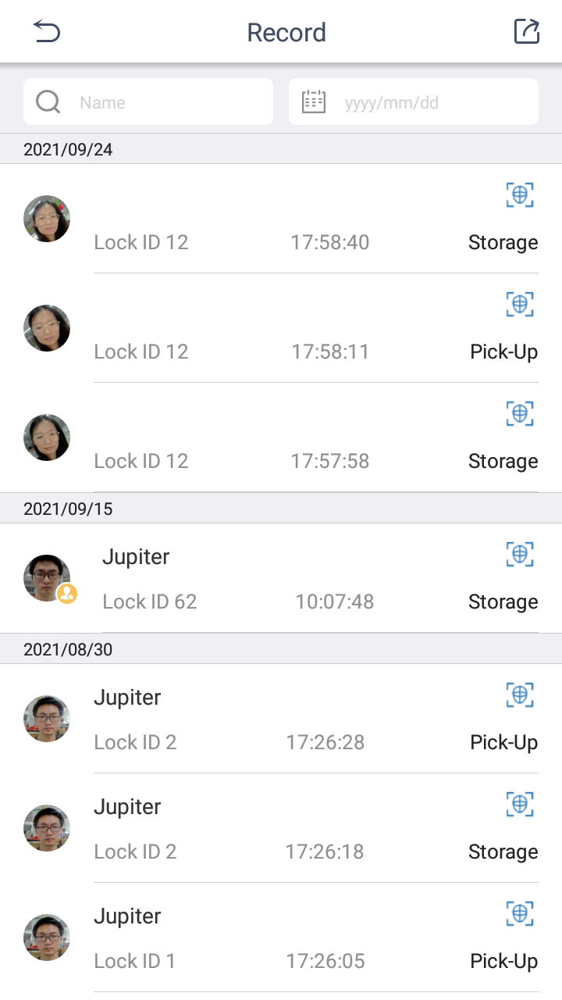 Record
Name
yyyy/mm/dd
2021/09/24
Lock ID 12 17:58:40 Storage
Lock ID 12 17:58:11 Pick-Up
Lock ID 12 17:57:58 Storage
2021/09/15
Jupiter
Lock ID 62 10:07:48 Storage
2021/08/30
Jupiter
Lock ID 2 17:26:28 Pick-Up
Jupiter
Lock ID 2 17:26:18 Storage
Jupiter
Lock ID 1 17:26:05 Pick-Up